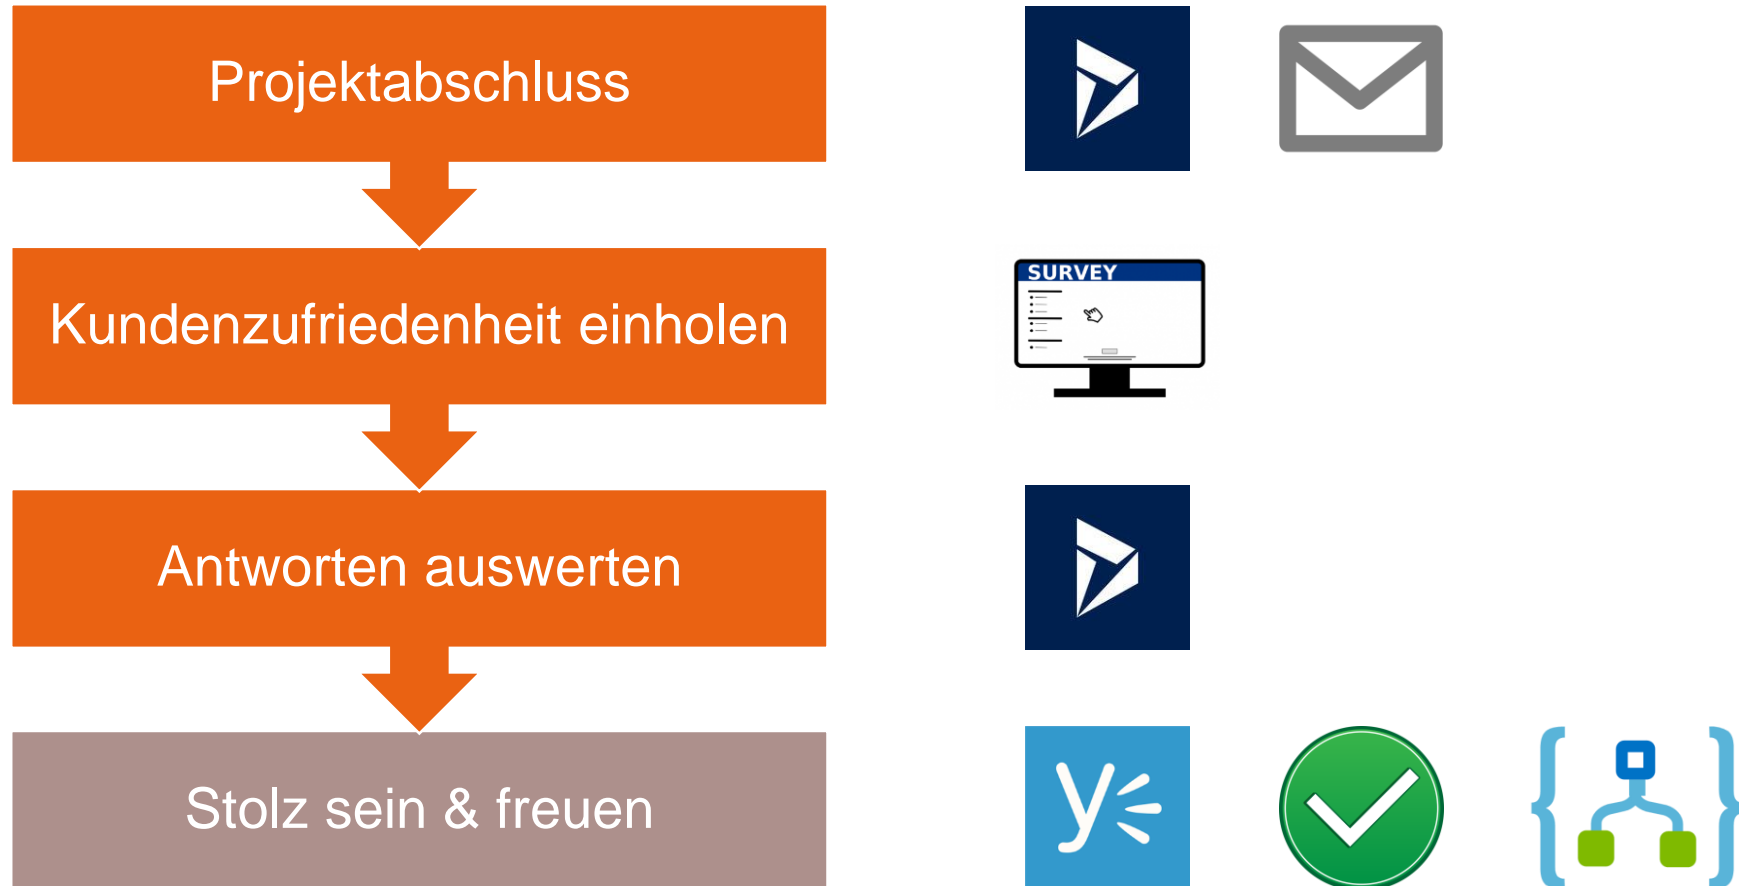 Projektabschluss
Kundenzufriedenheit einholen
SURVEY
Antworten auswerten
Stolz sein & freuen